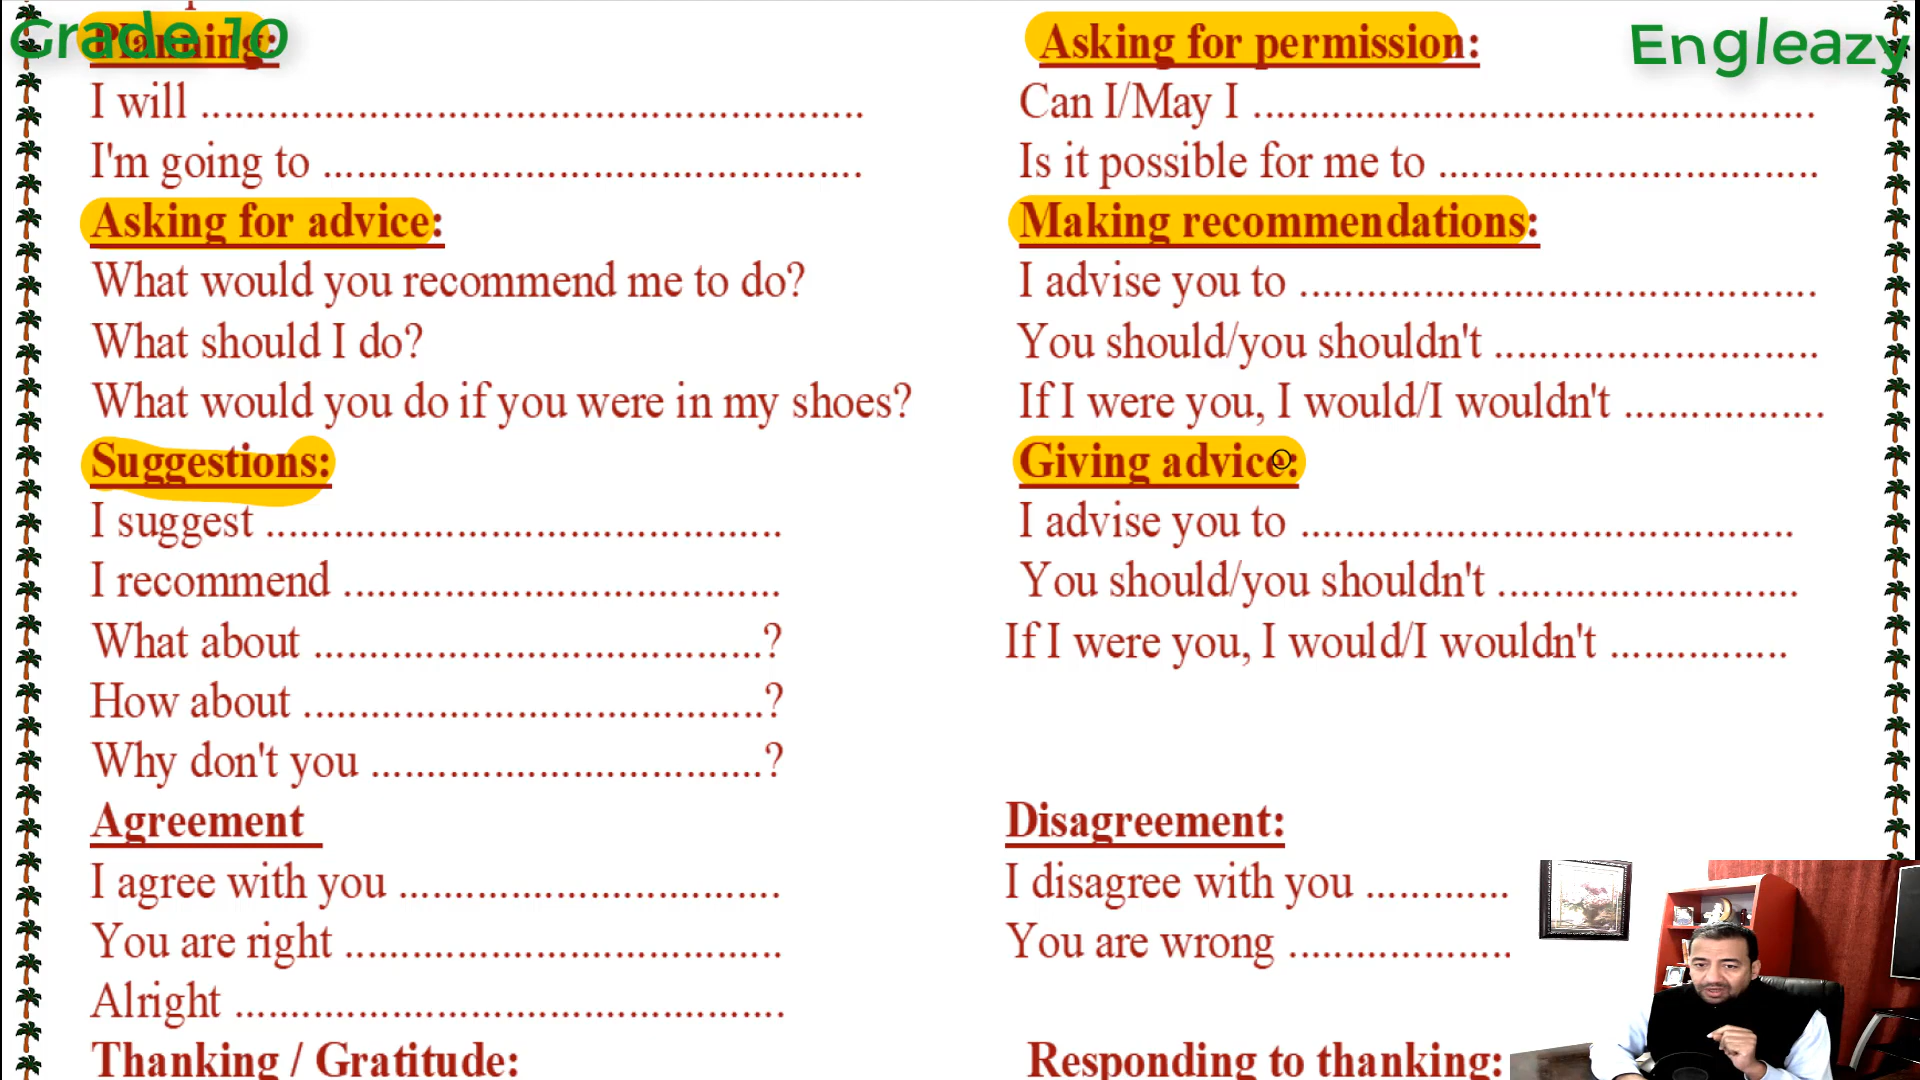 Grade 10
Engleazy
Planning:
I will ............................................................
I'm going to ................................................
Asking for advice:
What would you recommend me to do?
What should I do?
What would you do if you were in my shoes?
Suggestions:
I suggest ..............................................
I recommend .......................................
What about ........................................?
How about .........................................?
Why don't you ...................................?
Agreement
I agree with you ..................................
You are right .......................................
Alright .................................................
Thanking / Gratitude:
Asking for permission:
Can I/May I ..................................................
Is it possible for me to ..................................
Making recommendations:
I advise you to ..............................................
You should/you shouldn't .............................
If I were you, I would/I wouldn't ..................
Giving advice:
I advise you to ............................................
You should/you shouldn't ...........................
If I were you, I would/I wouldn't ................
Disagreement:
I disagree with you .............
You are wrong ....................
Responding to thanking: